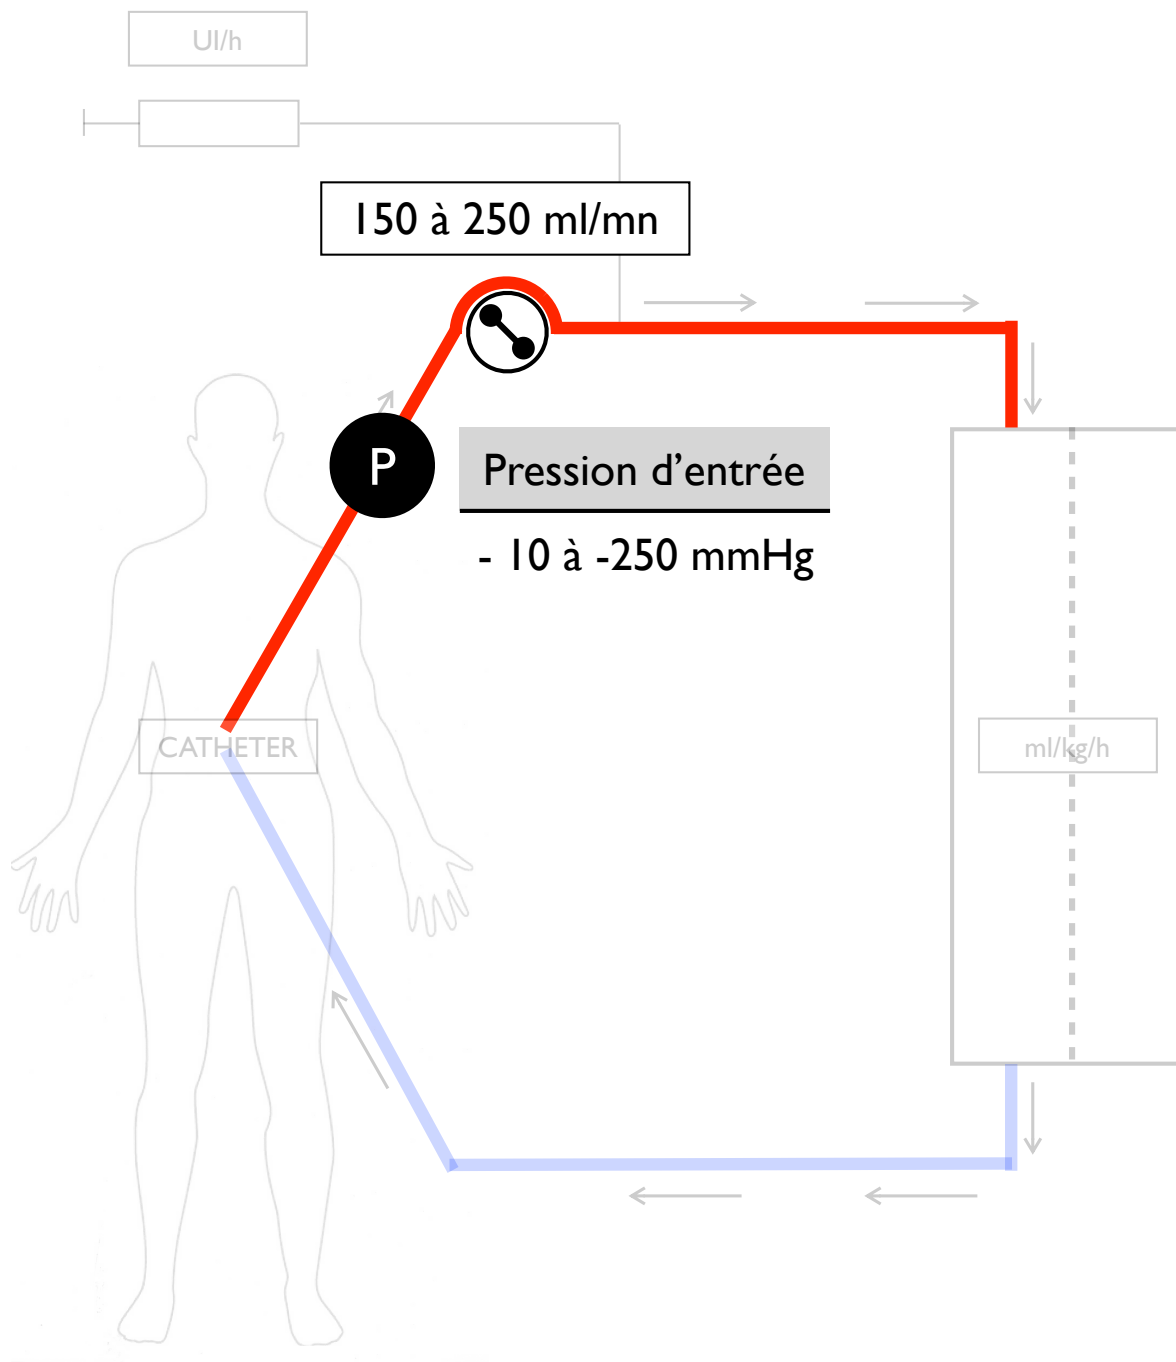 UI/h
150 à 250 ml/mn
P
Pression d’entrée
- 10 à -250 mmHg
CATHETER
ml/kg/h